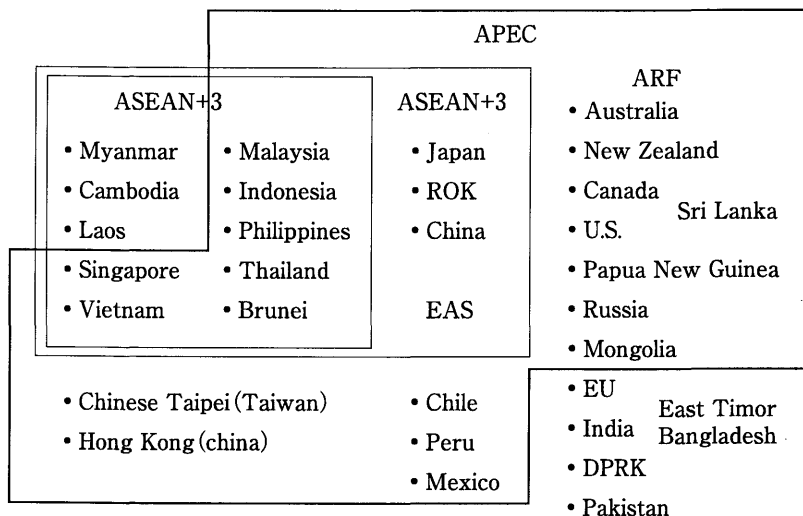 APEC
ARF
ASEAN+3
ASEAN+3
• Australia
• Myanmar
• Malaysia
• Japan
• New Zealand
• Cambodia
• Indonesia
• ROK
• Canada
Sri Lanka
• Laos
• Philippines
• China
• U.S.
• Singapore
• Thailand
• Papua New Guinea
• Vietnam
• Brunei
EAS
• Russia
• Mongolia
• Chinese Taipei (Taiwan)
• Chile
• EU
East Timor
• Hong Kong (china)
• Peru
• India
Bangladesh
• Mexico
• DPRK
• Pakistan